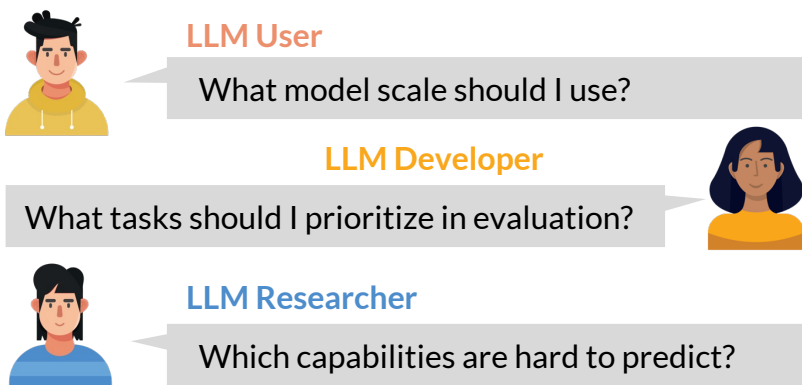 LLM User
What model scale should I use?
LLM Developer
What tasks should I prioritize in evaluation?
LLM Researcher
Which capabilities are hard to predict?